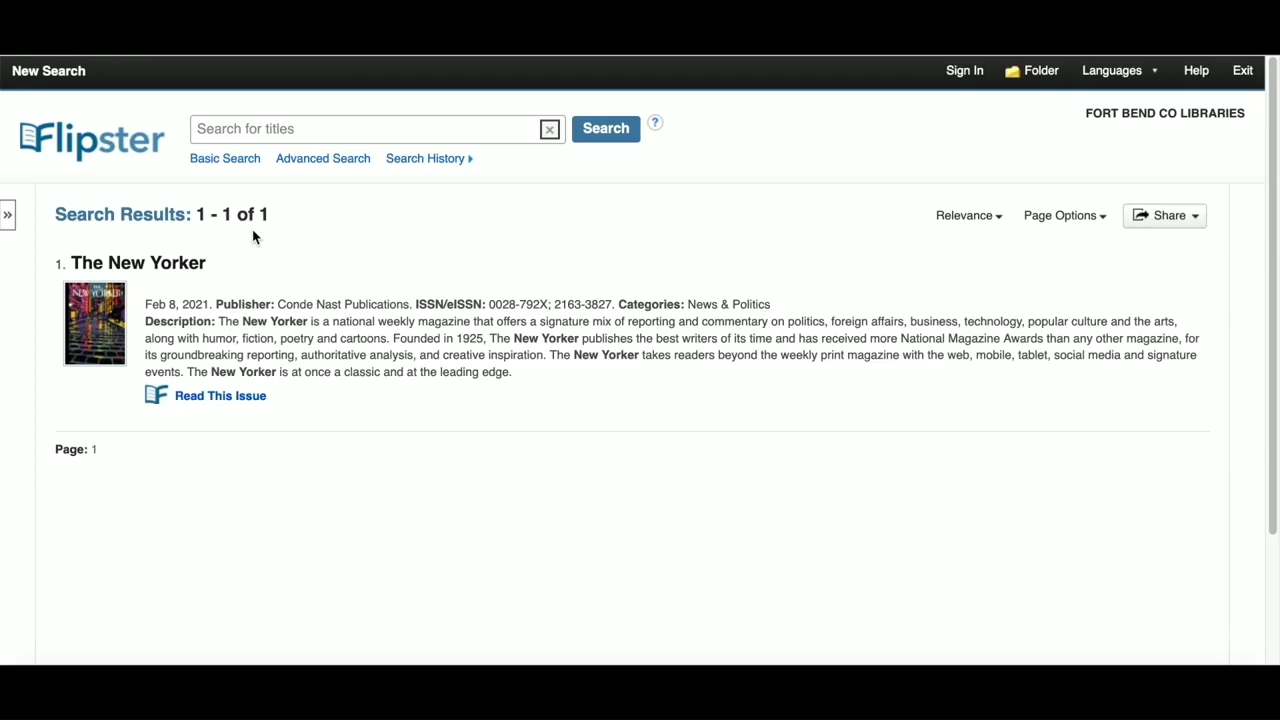 New Search
Sign In Folder Languages Help Exit
Flipster
Search for titles
Search
?
FORT BEND CO LIBRARIES
Basic Search Advanced Search Search History
»
Search Results: 1 - 1 of 1
Relevance Page Options Share
1. The New Yorker
NEW YORKER
Feb 8, 2021. Publisher: Conde Nast Publications. ISSN/eISSN: 0028-792X; 2163-3827. Categories: News & Politics
Description: The New Yorker is a national weekly magazine that offers a signature mix of reporting and commentary on politics, foreign affairs, business, technology, popular culture and the arts,
along with humor, fiction, poetry and cartoons. Founded in 1925, The New Yorker publishes the best writers of its time and has received more National Magazine Awards than any other magazine, for
its groundbreaking reporting, authoritative analysis, and creative inspiration. The New Yorker takes readers beyond the weekly print magazine with the web, mobile, tablet, social media and signature
events. The New Yorker is at once a classic and at the leading edge.
Read This Issue
Page: 1